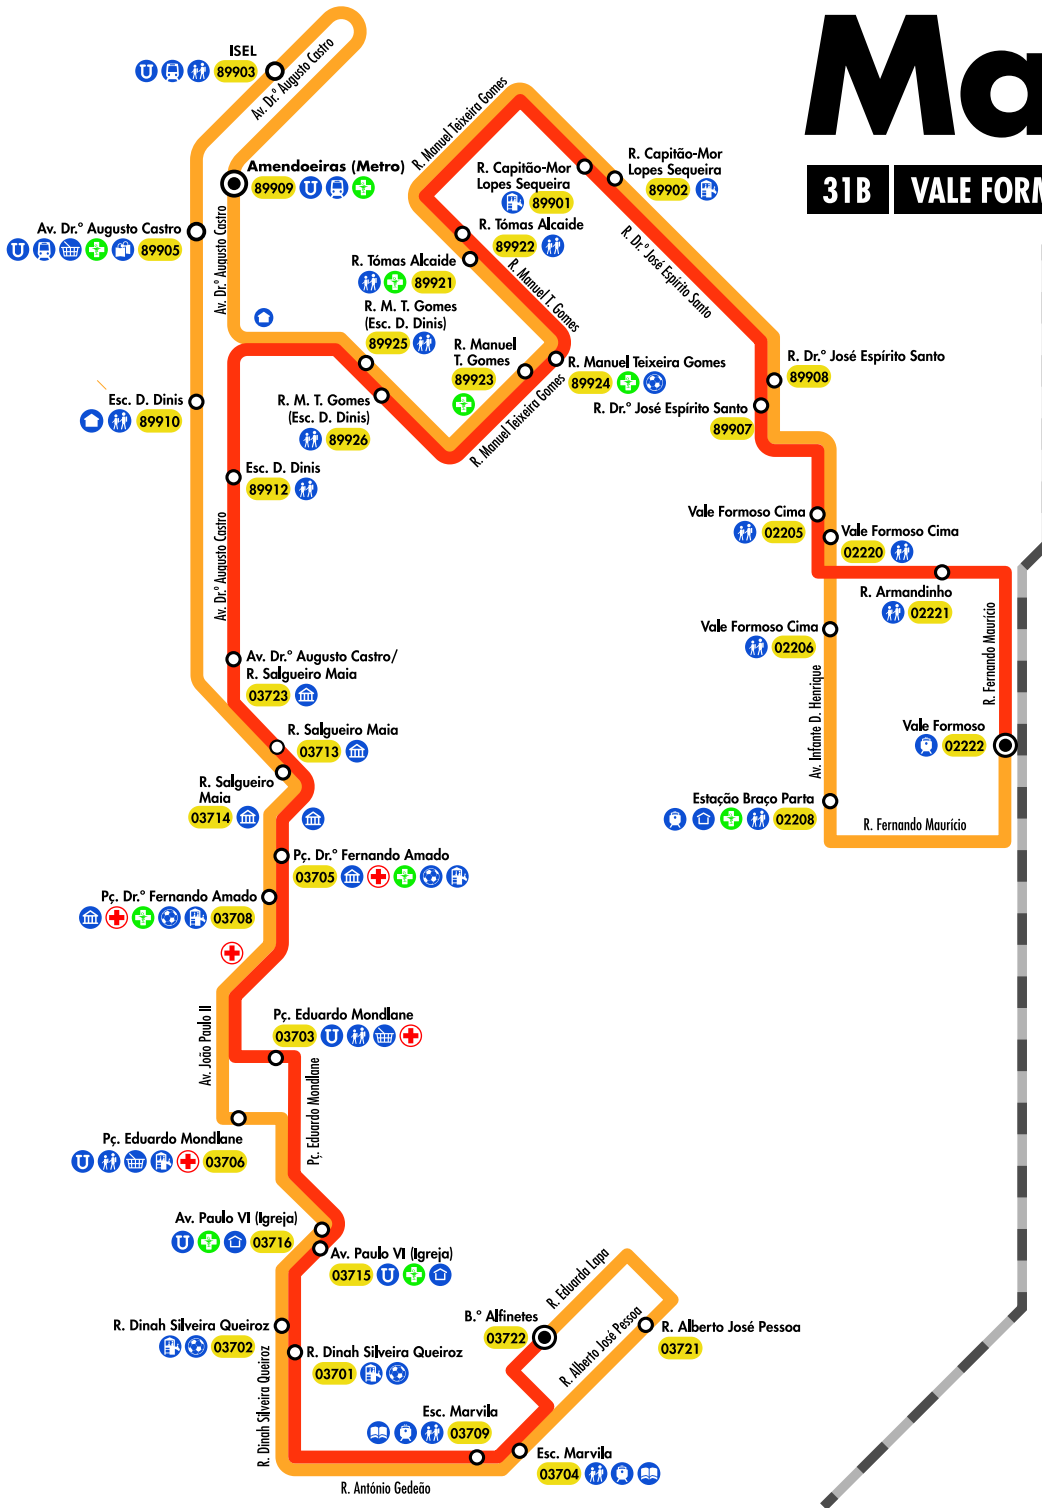 Ma
31B VALE FORM
ISEL
89903
Av. Dr.º Augusto Castro
Amendoeiras (Metro)
89909
Av. Dr.º Augusto Castro
89905
Av. Dr.º Augusto Castro
R. Manuel Teixeira Gomes
R. Capitão-Mor
Lopes Sequeira
89901
R. Capitão-Mor
Lopes Sequeira
89902
R. Tómas Alcaide
89922
R. Tómas Alcaide
89921
R. Manuel T. Gomes
R. Dr.º José Espírito Santo
R. M. T. Gomes
(Esc. D. Dinis)
89925
R. Manuel
T. Gomes
89923
R. Manuel Teixeira Gomes
89924
R. Manuel Teixeira Gomes
R. Dr.º José Espírito Santo
89908
R. Dr.º José Espírito Santo
89907
Esc. D. Dinis
89910
R. M. T. Gomes
(Esc. D. Dinis)
89926
Esc. D. Dinis
89912
Av. Dr.º Augusto Castro
Vale Formoso Cima
02205
Vale Formoso Cima
02220
R. Armandinho
02221
Vale Formoso Cima
02206
R. Fernando Maurício
Av. Infante D. Henrique
Vale Formoso
02222
Estação Braço Parta
02208
R. Fernando Maurício
Av. Dr.º Augusto Castro/
R. Salgueiro Maia
03723
R. Salgueiro Maia
03713
R. Salgueiro
Maia
03714
Pç. Dr.º Fernando Amado
03705
Pç. Dr.º Fernando Amado
03708
Av. João Paulo II
Pç. Eduardo Mondlane
03703
Pç. Eduardo Mondlane
Pç. Eduardo Mondlane
03706
Av. Paulo VI (Igreja)
03716
Av. Paulo VI (Igreja)
03715
R. Dinah Silveira Queiroz
03702
R. Dinah Silveira Queiroz
03701
R. Dinah Silveira Queiroz
R. Eduarda Lapa
B.º Alfinetes
03722
R. Alberto José Pessoa
R. Alberto José Pessoa
03721
Esc. Marvila
03709
Esc. Marvila
03704
R. António Gedeão